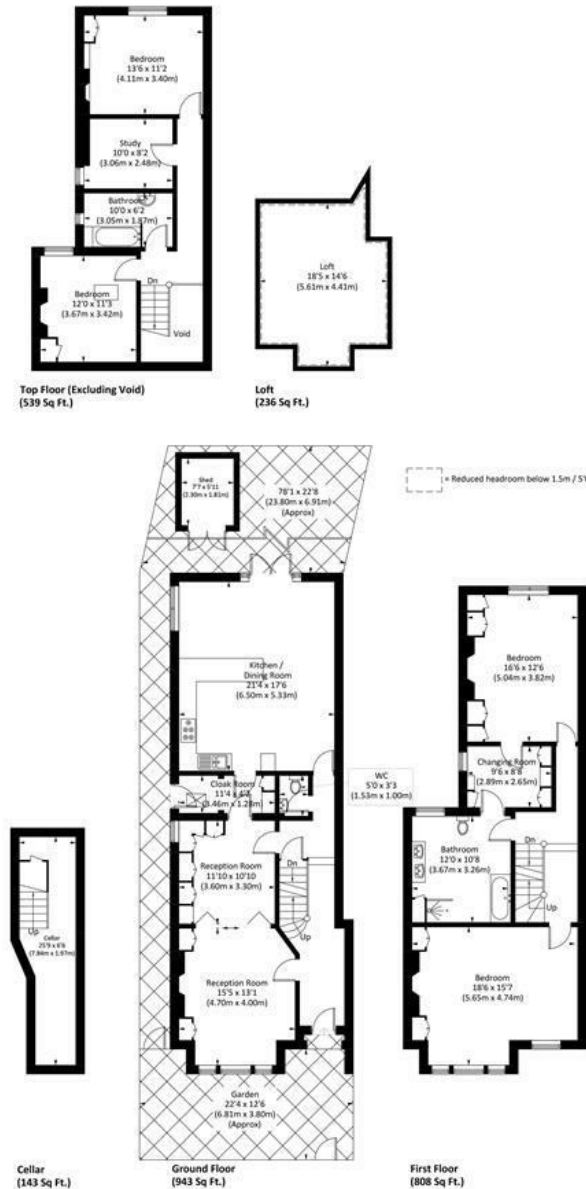 Bedroom
13'6 x 11'2
(4.11m x 3.40m)
Study
10'0 x 8'2
(3.06m x 2.48m)
Bathroom
10'0 x 6'2
(3.05m x 1.87m)
Bedroom
12'0 x 11'3
(3.67m x 3.42m)
Dn
Void
Top Floor (Excluding Void)
(539 Sq Ft.)
Loft
18'5 x 14'6
(5.61m x 4.41m)
Loft
(236 Sq Ft.)
Shed
7'7 x 5'11
(2.30m x 1.81m)
78'1 x 22'8
(23.80m x 6.91m)
(Approx)
= Reduced headroom below 1.5m / 5'
Kitchen /
Dining Room
21'4 x 17'6
(6.50m x 5.33m)
Cloak Room
11'4 x 4'2
(3.46m x 1.28m)
WC
5'0 x 3'3
(1.53m x 1.00m)
Reception Room
11'10 x 10'10
(3.60m x 3.30m)
Dn
Up
Reception Room
15'5 x 13'1
(4.70m x 4.00m)
Garden
22'4 x 12'6
(6.81m x 3.80m)
(Approx)
Bedroom
16'6 x 12'6
(5.04m x 3.82m)
Changing Room
9'6 x 8'8
(2.89m x 2.65m)
Bathroom
12'0 x 10'8
(3.67m x 3.26m)
Dn
Up
Bedroom
18'6 x 15'7
(5.65m x 4.74m)
Up
Cellar
25'9 x 6'6
(7.84m x 1.97m)
Cellar
(143 Sq Ft.)
Ground Floor
(943 Sq Ft.)
First Floor
(808 Sq Ft.)